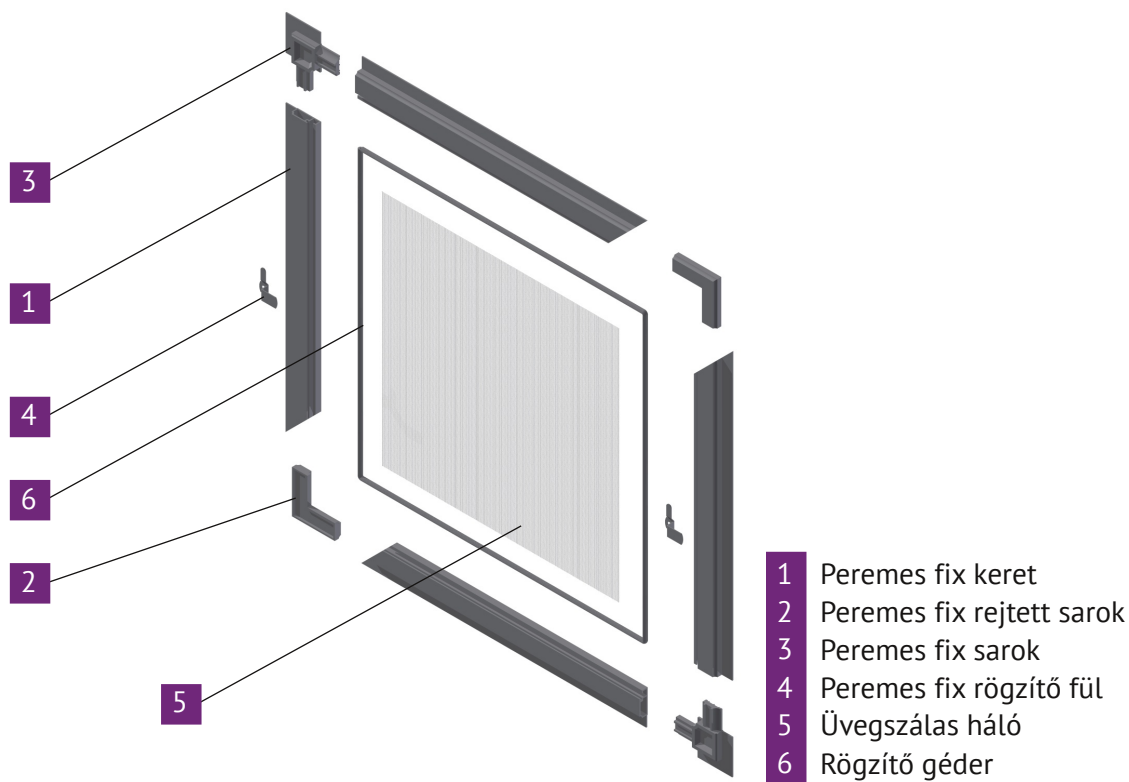 3
1
4
6
2
5
1 Peremes fix keret
2 Peremes fix rejtett sarok
3 Peremes fix sarok
4 Peremes fix rögzítő fül
5 Üvegszálas háló
6 Rögzítő géder